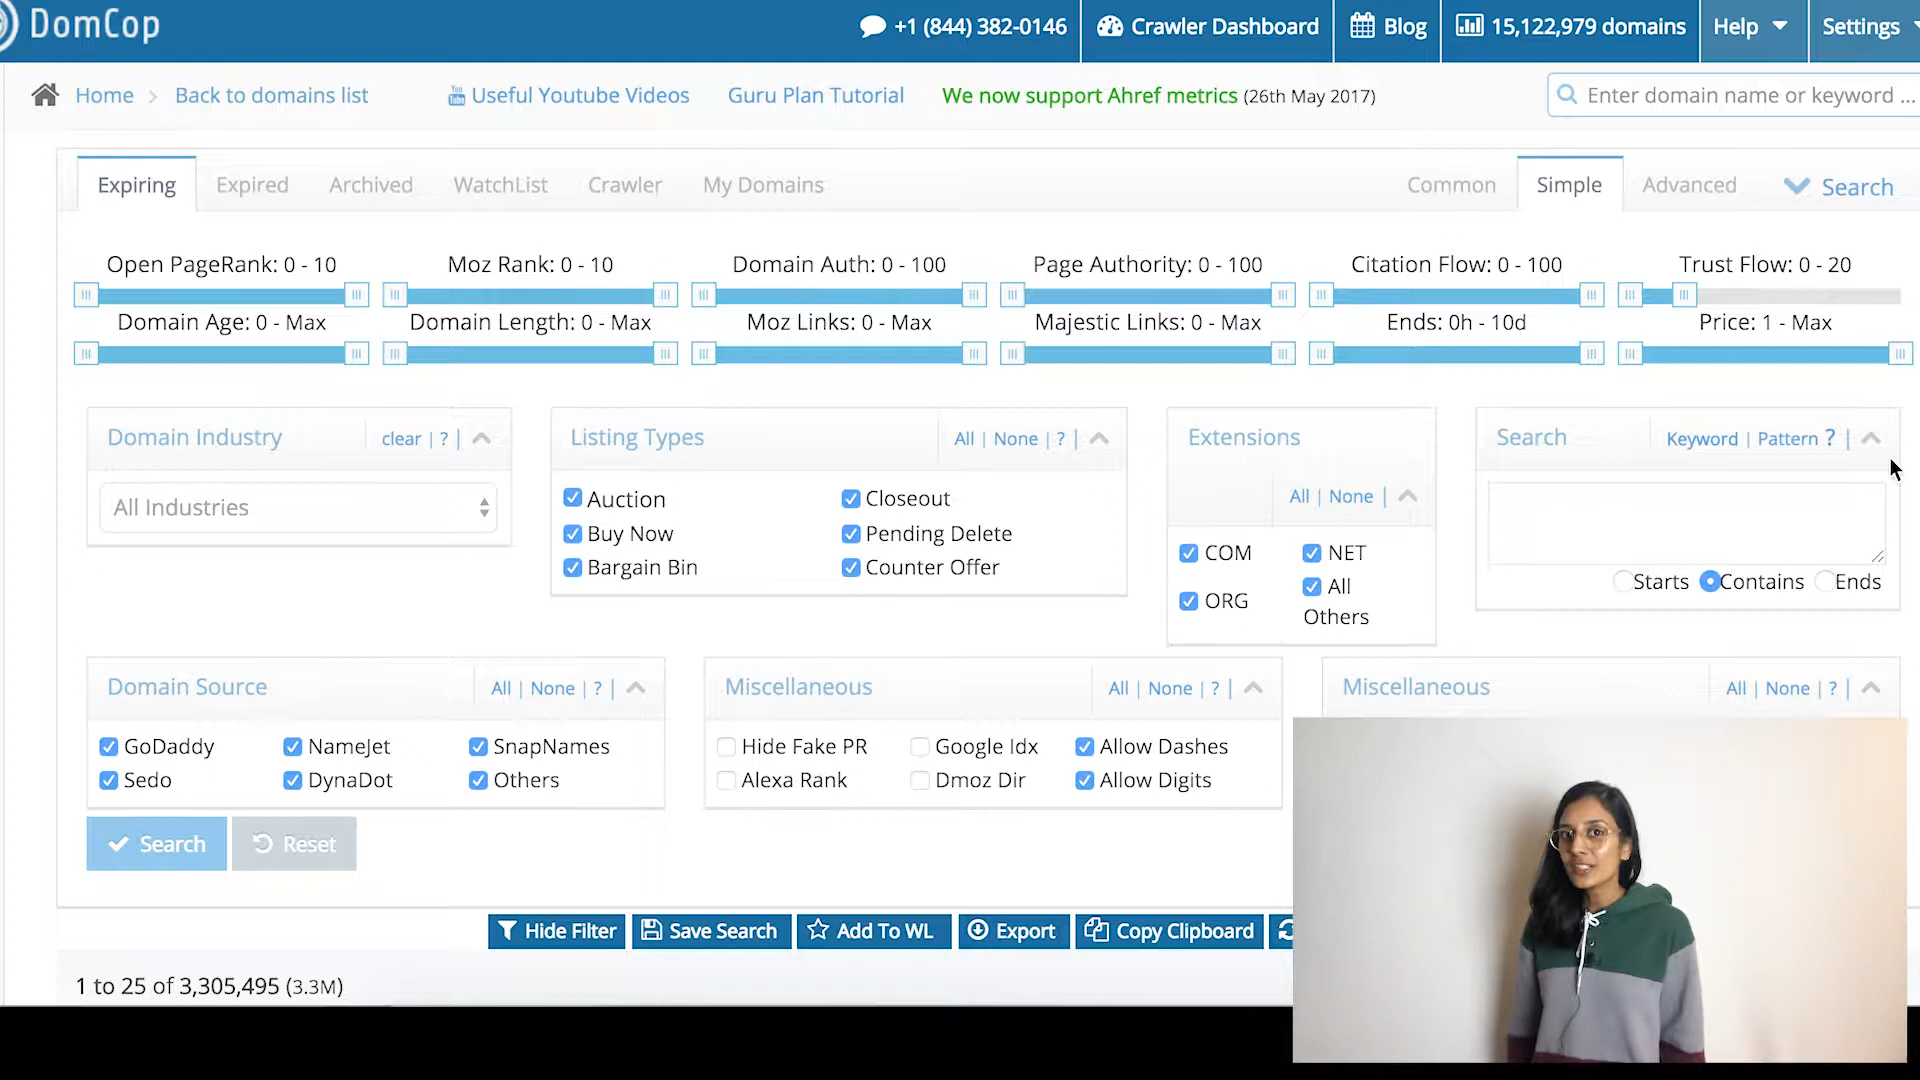 DomCop
+1 (844) 382-0146
Crawler Dashboard
Blog
15,122,979 domains
Help
Settings
Home
Back to domains list
You Tube Useful Youtube Videos
Guru Plan Tutorial
We now support Ahref metrics (26th May 2017)
Enter domain name or keyword ...
Expiring
Expired
Archived
WatchList
Crawler
My Domains
Common
Simple
Advanced
Search
Open PageRank: 0 - 10
Moz Rank: 0 - 10
Domain Auth: 0 - 100
Page Authority: 0 - 100
Citation Flow: 0 - 100
Trust Flow: 0 - 20
Domain Age: 0 - Max
Domain Length: 0 - Max
Moz Links: 0 - Max
Majestic Links: 0 - Max
Ends: 0h - 10d
Price: 1 - Max
Domain Industry
clear | ? |
All Industries
Listing Types
All | None | ? |
Auction
Closeout
Buy Now
Pending Delete
Bargain Bin
Counter Offer
Extensions
All | None |
COM
NET
ORG
All
Others
Search
Keyword | Pattern ? |
Starts
Contains
Ends
Domain Source
All | None | ? |
GoDaddy
NameJet
SnapNames
Sedo
DynaDot
Others
Miscellaneous
All | None | ? |
Hide Fake PR
Google Idx
Allow Dashes
Alexa Rank
Dmoz Dir
Allow Digits
Miscellaneous
All | None | ? |
Search
Reset
Hide Filter
Save Search
Add To WL
Export
Copy Clipboard
1 to 25 of 3,305,495 (3.3M)